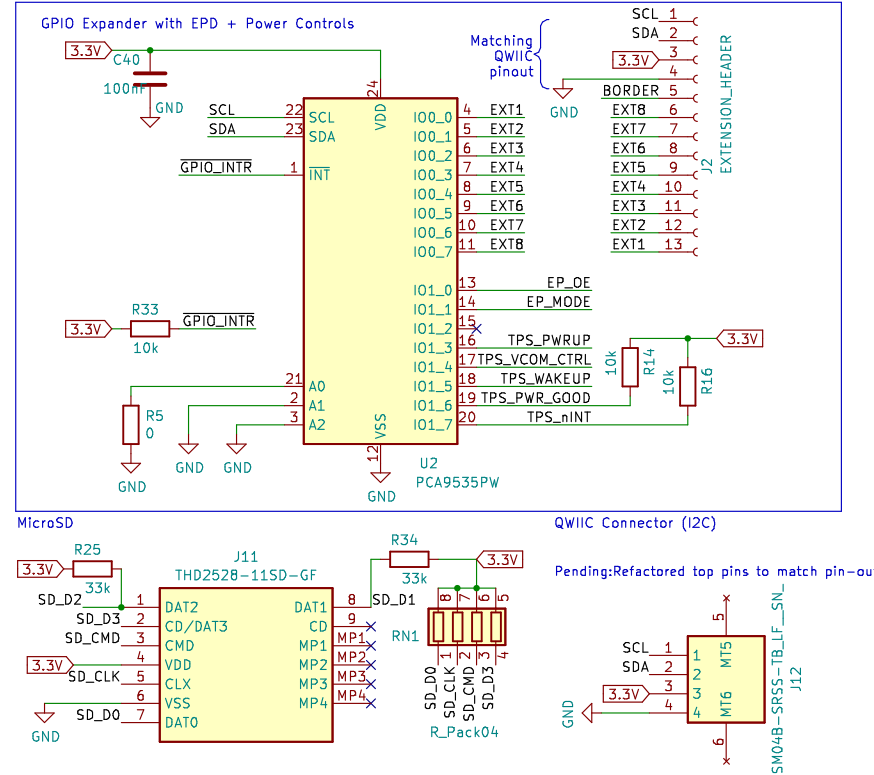 GPIO Expander with EPD + Power Controls
3.3V
C40
100nF
GND
SCL 22 SCL
SDA 23 SDA
GPIO_INTR 1 INT
24
VDD
IO0_0 4 EXT1
IO0_1 5 EXT2
IO0_2 6 EXT3
IO0_3 7 EXT4
IO0_4 8 EXT5
IO0_5 9 EXT6
IO0_6 10 EXT7
IO0_7 11 EXT8
IO1_0 13 EP_OE
IO1_1 14 EP_MODE
IO1_2 15
IO1_3 16 TPS_PWRUP
IO1_4 17 TPS_VCOM_CTRL
IO1_5 18 TPS_WAKEUP
IO1_6 19 TPS_PWR_GOOD
IO1_7 20 TPS_nINT
3.3V
R33
10k
GPIO_INTR
21 A0
2 A1
3 A2
R5
0
GND
GND
GND
VSS
12
GND
U2
PCA9535PW
10k
R14
10k
R16
3.3V
Matching
QWIIC
pinout
GND
SCL 1
SDA 2
3.3V 3
4
BORDER 5
EXT8 6
EXT7 7
EXT6 8
EXT5 9
EXT4 10
EXT3 11
EXT2 12
EXT1 13
J2
EXTENSION_HEADER
MicroSD
3.3V
R25
33k
J11
THD2528-11SD-GF
SD_D2 1 DAT2
SD_D3 2 CD/DAT3
SD_CMD 3 CMD
3.3V 4 VDD
SD_CLK 5 CLX
6 VSS
SD_D0 7 DAT0
GND
DAT1 8 SD_D1
CD 9
MP1 MP1
MP2 MP2
MP3 MP3
MP4 MP4
R34
33k
3.3V
8 7 6 5
RN1
1 2 3 4
SD_D0
SD_CLK
SD_CMD
SD_D3
R_Pack04
QWIIC Connector (I2C)
Pending:Refactored top pins to match pin-ou
5
MT5
SCL 1 1
SDA 2 2
3.3V 3 3
GND 4 4
MT6
6
J12
SM04B-SRSS-TB_LF__SN_